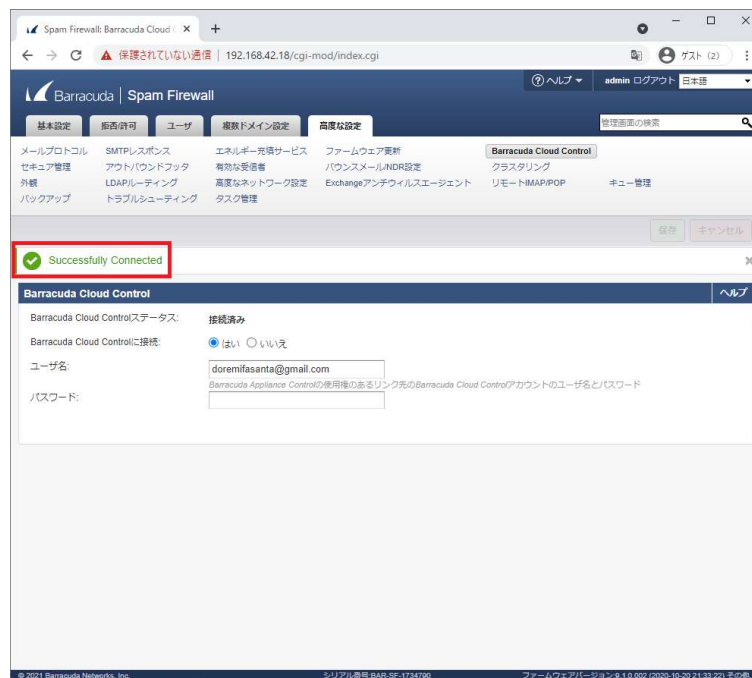 Spam Firewall: Barracuda Cloud C
保護されていない通信 | 192.168.42.18/cgi-mod/index.cgi
ゲスト (2)
Barracuda | Spam Firewall
ヘルプ
admin ログアウト 日本語
基本設定 拒否/許可 ユーザ 複数ドメイン設定 高度な設定
管理画面の検索
メールプロトコル SMTPレスポンス エネルギー充填サービス ファームウェア更新 Barracuda Cloud Control
セキュア管理 アウトバウンドフッタ 有効な受信者 バウンスメール/NDR設定 クラスタリング
外観 LDAPルーティング 高度なネットワーク設定 Exchangeアンチウィルスエージェント リモートIMAP/POP キュー管理
バックアップ トラブルシューティング タスク管理
保存 キャンセル
Successfully Connected
Barracuda Cloud Control ヘルプ
Barracuda Cloud Controlステータス: 接続済み
Barracuda Cloud Controlに接続: はい いいえ
ユーザ名: doremifasanta@gmail.com
Barracuda Appliance Controlの使用権のあるリンク先のBarracuda Cloud Controlアカウントのユーザ名とパスワード
パスワード:
© 2021 Barracuda Networks, Inc. シリアル番号:BAR-SF-1734790 ファームウェアバージョン:9.1.0.002 (2020-10-20 21:33:22) その他